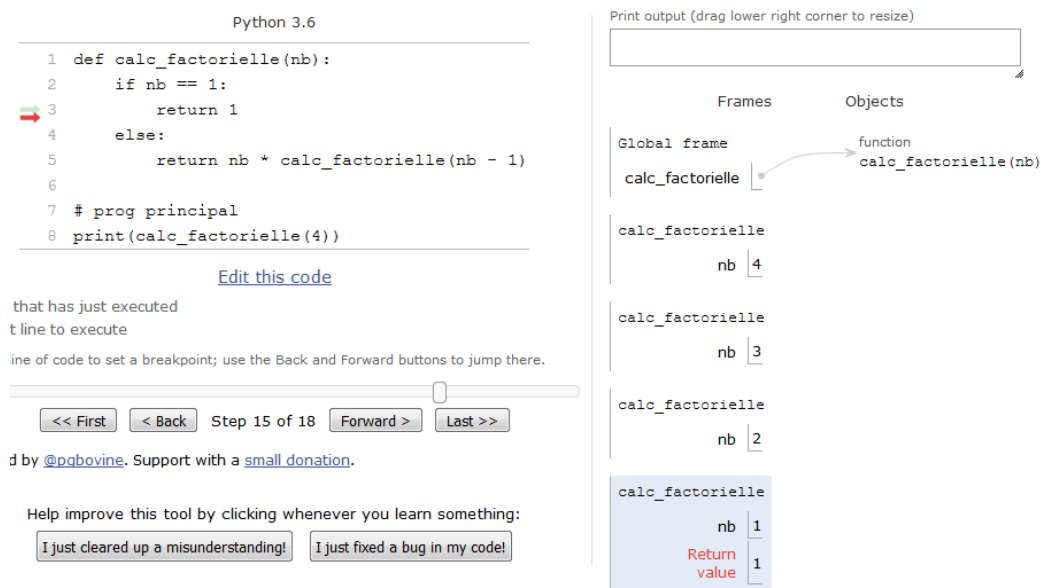 Python 3.6
1 def calc_factorielle(nb):
2     if nb == 1:
3         return 1
4     else:
5         return nb * calc_factorielle(nb - 1)
6
7 # prog principal
8 print(calc_factorielle(4))
Edit this code
that has just executed
t line to execute
ine of code to set a breakpoint; use the Back and Forward buttons to jump there.
<< First < Back Step 15 of 18 Forward > Last >>
d by @pgbovine. Support with a small donation.
Help improve this tool by clicking whenever you learn something:
I just cleared up a misunderstanding! I just fixed a bug in my code!
Print output (drag lower right corner to resize)
Frames Objects
Global frame
calc_factorielle
function
calc_factorielle(nb)
calc_factorielle
nb 4
calc_factorielle
nb 3
calc_factorielle
nb 2
calc_factorielle
nb 1
Return
value 1